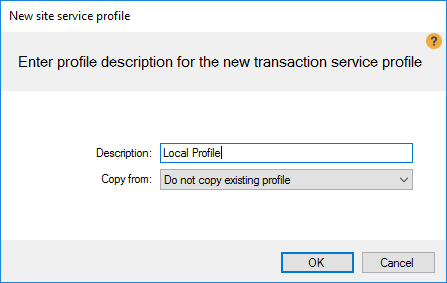 New site service profile
?
Enter profile description for the new transaction service profile
Description: Local Profile
Copy from: Do not copy existing profile
OK Cancel